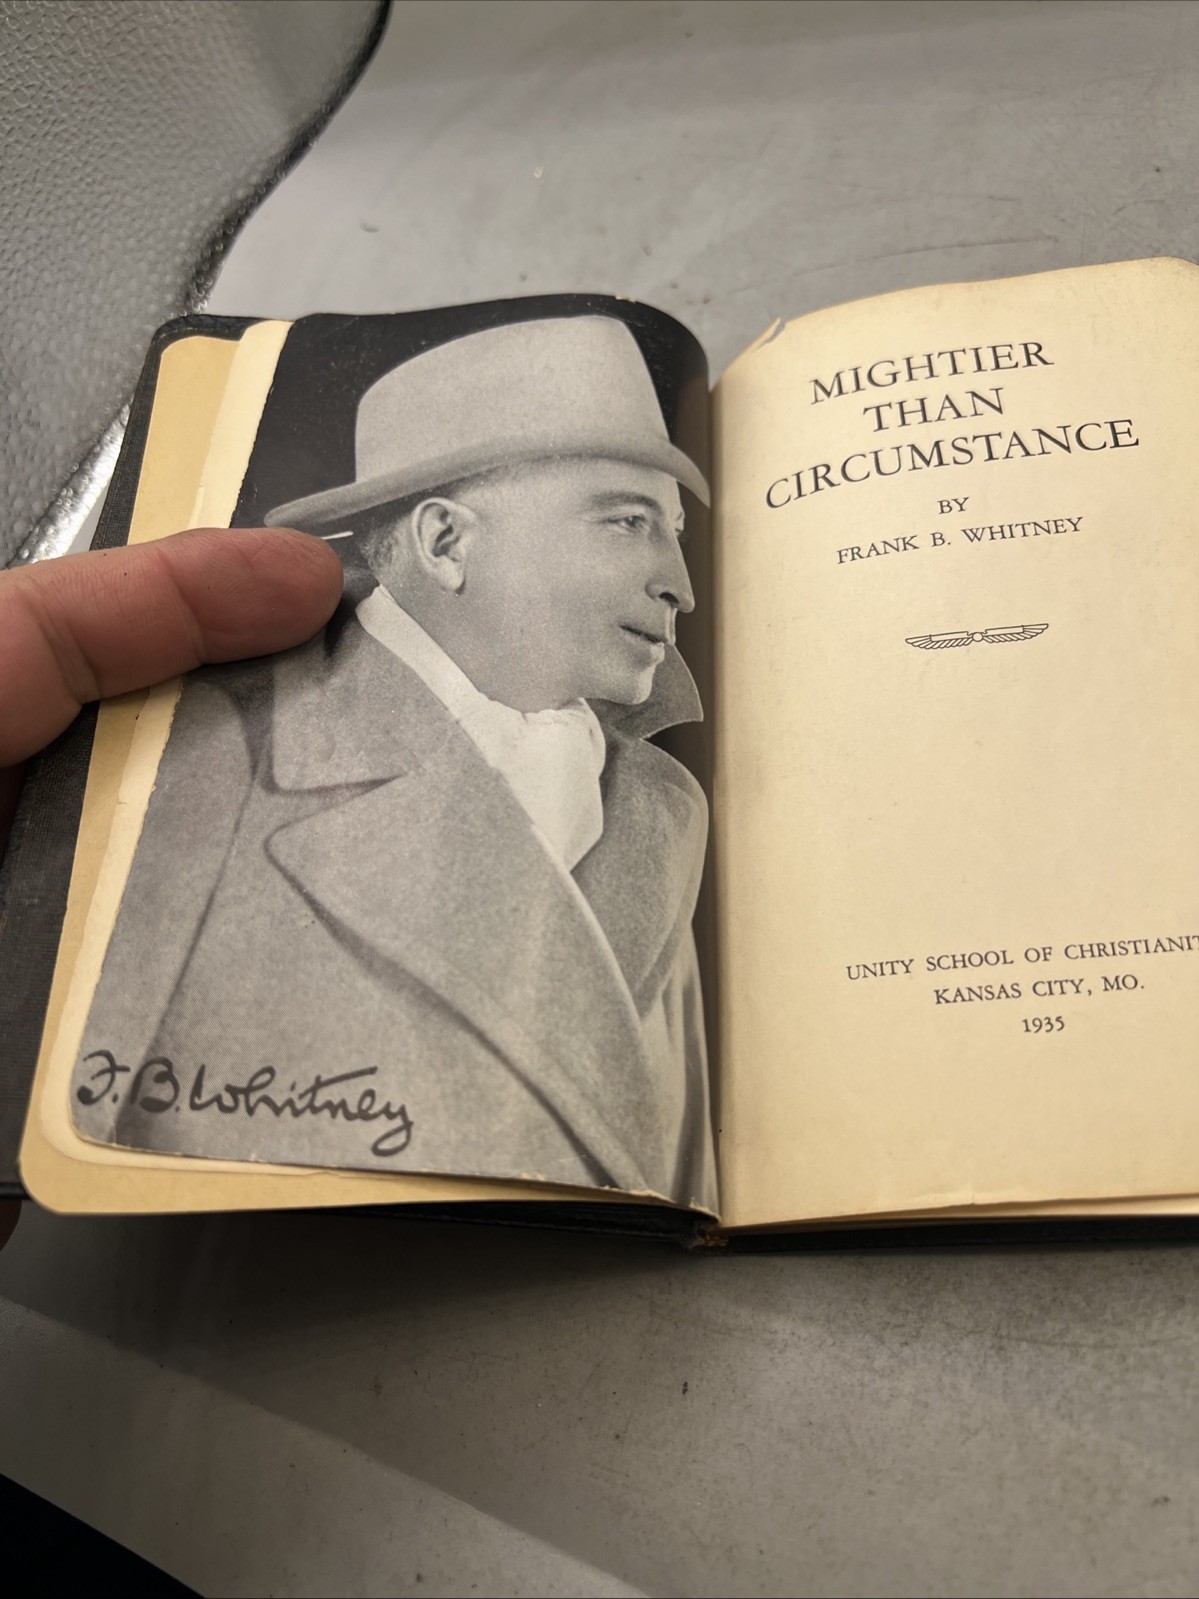 F. B. Whitney
MIGHTIER
THAN
CIRCUMSTANCE
BY
FRANK B. WHITNEY
UNITY SCHOOL OF CHRISTIANIT
KANSAS CITY, MO.
1935